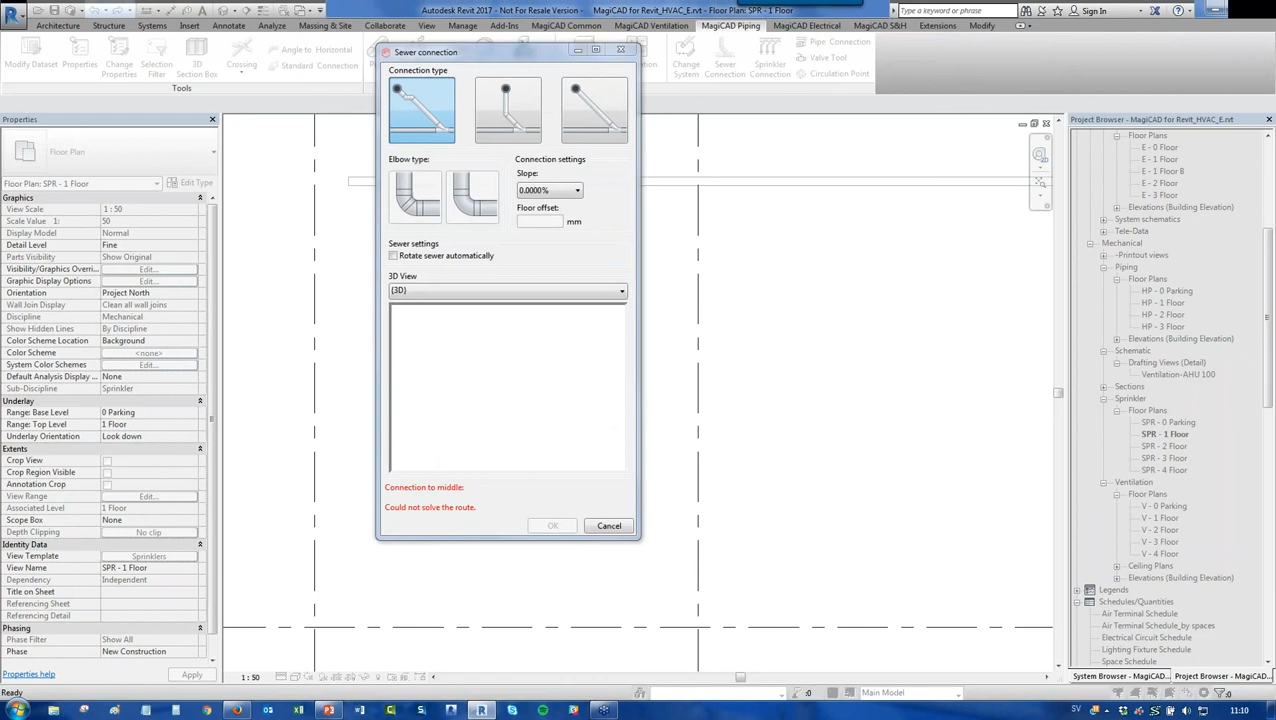 Autodesk Revit 2017 - Not For Resale Version - MagiCAD for Revit_HVAC_E.rvt - Floor Plan: SPR - 1 Floor
Type a keyword or phrase
Sign In
Architecture Structure Systems Insert Annotate Analyze Massing & Site Collaborate View Manage Add-Ins MagiCAD Common MagiCAD Ventilation MagiCAD Piping MagiCAD Electrical MagiCAD S&H Extensions Modify
Modify Dataset
Properties
Change Properties
Selection Filter
3D Section Box
Crossing
Angle to Horizontal
Standard Connection
Change System
Sewer Connection
Sprinkler Connection
Pipe Connection
Valve Tool
Circulation Point
Tools
Properties
Floor Plan
Floor Plan: SPR - 1 Floor
Edit Type
Graphics
View Scale 1 : 50
Scale Value 1: 50
Display Model Normal
Detail Level Fine
Parts Visibility Show Original
Visibility/Graphics Overri... Edit...
Graphic Display Options Edit...
Orientation Project North
Wall Join Display Clean all wall joins
Discipline Mechanical
Show Hidden Lines By Discipline
Color Scheme Location Background
Color Scheme <none>
System Color Schemes Edit...
Default Analysis Display ... None
Sub-Discipline Sprinkler
Underlay
Range: Base Level 0 Parking
Range: Top Level 1 Floor
Underlay Orientation Look down
Extents
Crop View
Crop Region Visible
Annotation Crop
View Range Edit...
Associated Level 1 Floor
Scope Box None
Depth Clipping No clip
Identity Data
View Template Sprinklers
View Name SPR - 1 Floor
Dependency Independent
Title on Sheet
Referencing Sheet
Referencing Detail
Phasing
Phase Filter Show All
Phase New Construction
Properties help
Apply
Ready
Sewer connection
Connection type
Elbow type:
Connection settings
Slope:
0.0000%
Floor offset:
mm
Sewer settings
Rotate sewer automatically
3D View
{3D}
Connection to middle:
Could not solve the route.
OK Cancel
1 : 50
:0
Main Model
:0
Project Browser - MagiCAD for Revit_HVAC_E.rvt
Floor Plans
E - 0 Parking
E - 1 Floor
E - 1 Floor B
E - 2 Floor
E - 3 Floor
Elevations (Building Elevation)
System schematics
Tele-Data
Mechanical
-Printout views
Piping
Floor Plans
HP - 0 Parking
HP - 1 Floor
HP - 2 Floor
HP - 3 Floor
Elevations (Building Elevation)
Schematic
Drafting Views (Detail)
Ventilation-AHU 100
Sections
Sprinkler
Floor Plans
SPR - 0 Parking
SPR - 1 Floor
SPR - 2 Floor
SPR - 3 Floor
SPR - 4 Floor
Ventilation
Floor Plans
V - 0 Parking
V - 1 Floor
V - 2 Floor
V - 3 Floor
V - 4 Floor
Ceiling Plans
Elevations (Building Elevation)
Legends
Schedules/Quantities
Air Terminal Schedule
Air Terminal Schedule_by spaces
Electrical Circuit Schedule
Lighting Fixture Schedule
Space Schedule
System Browser - MagiCAD for Revit... Project Browser - MagiCAD for Revit...
SV
11:10